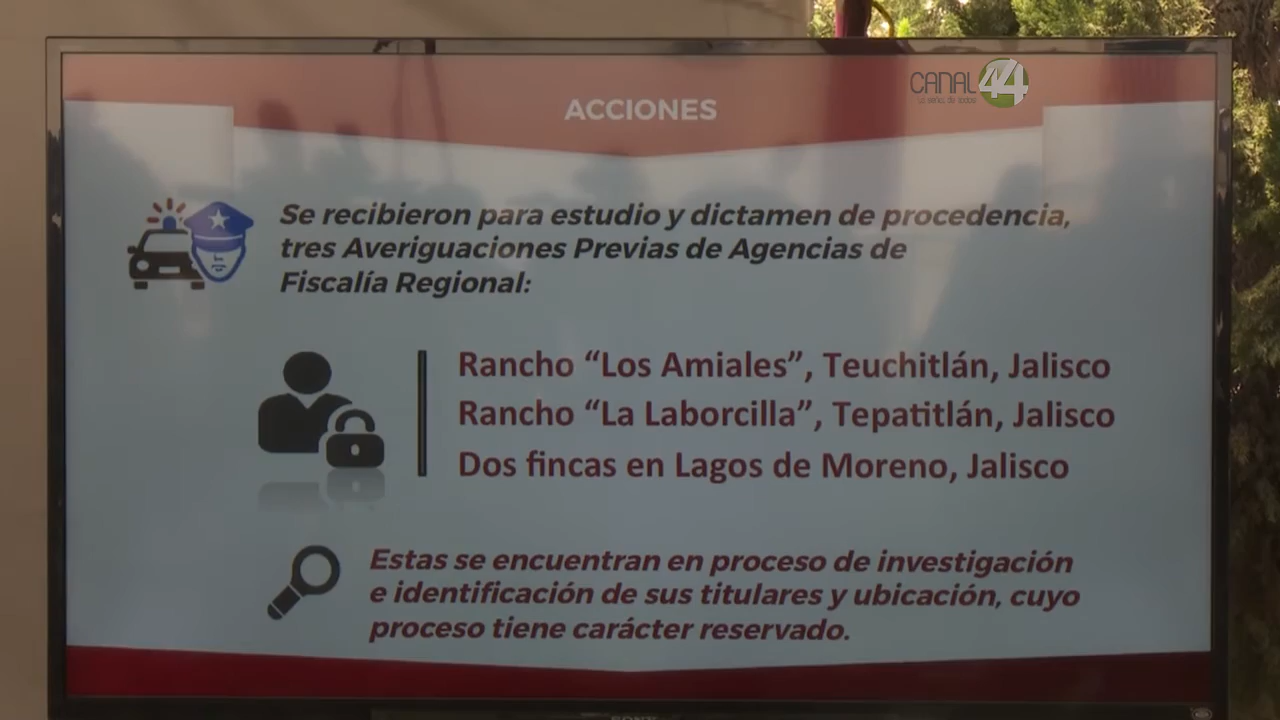 CANAL 44
ACCIONES
Se recibieron para estudio y dictamen de procedencia,
tres Averiguaciones Previas de Agencias de
Fiscalía Regional:
Rancho “Los Amiales”, Teuchitlán, Jalisco
Rancho “La Laborcilla”, Tepatitlán, Jalisco
Dos fincas en Lagos de Moreno, Jalisco
Estas se encuentran en proceso de investigación
e identificación de sus titulares y ubicación, cuyo
proceso tiene carácter reservado.
SONY